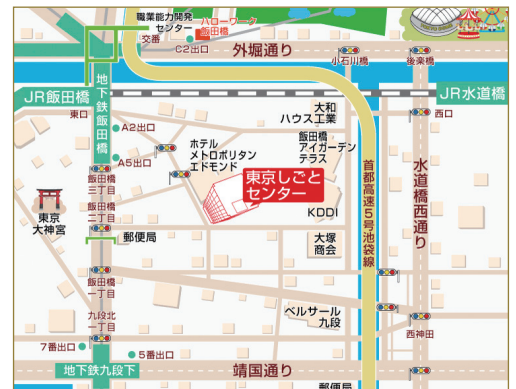 職業能力開発
センター
ハローワーク
飯田橋
交番
C2出口
外堀通り
小石川橋
後楽橋
地下鉄飯田橋
JR飯田橋
JR水道橋
東口
西口
A2出口
大和
ハウス工業
ホテル
メトロポリタン
エドモンド
飯田橋
アイガーデン
テラス
A5出口
飯田橋
三丁目
東京しごと
センター
首都高速5号池袋線
水道橋西通り
東京
大神宮
飯田橋
二丁目
KDDI
郵便局
大塚
商会
飯田橋
一丁目
ベルサール
九段
九段北
一丁目
西神田
7番出口
5番出口
地下鉄九段下
靖国通り
郵便局